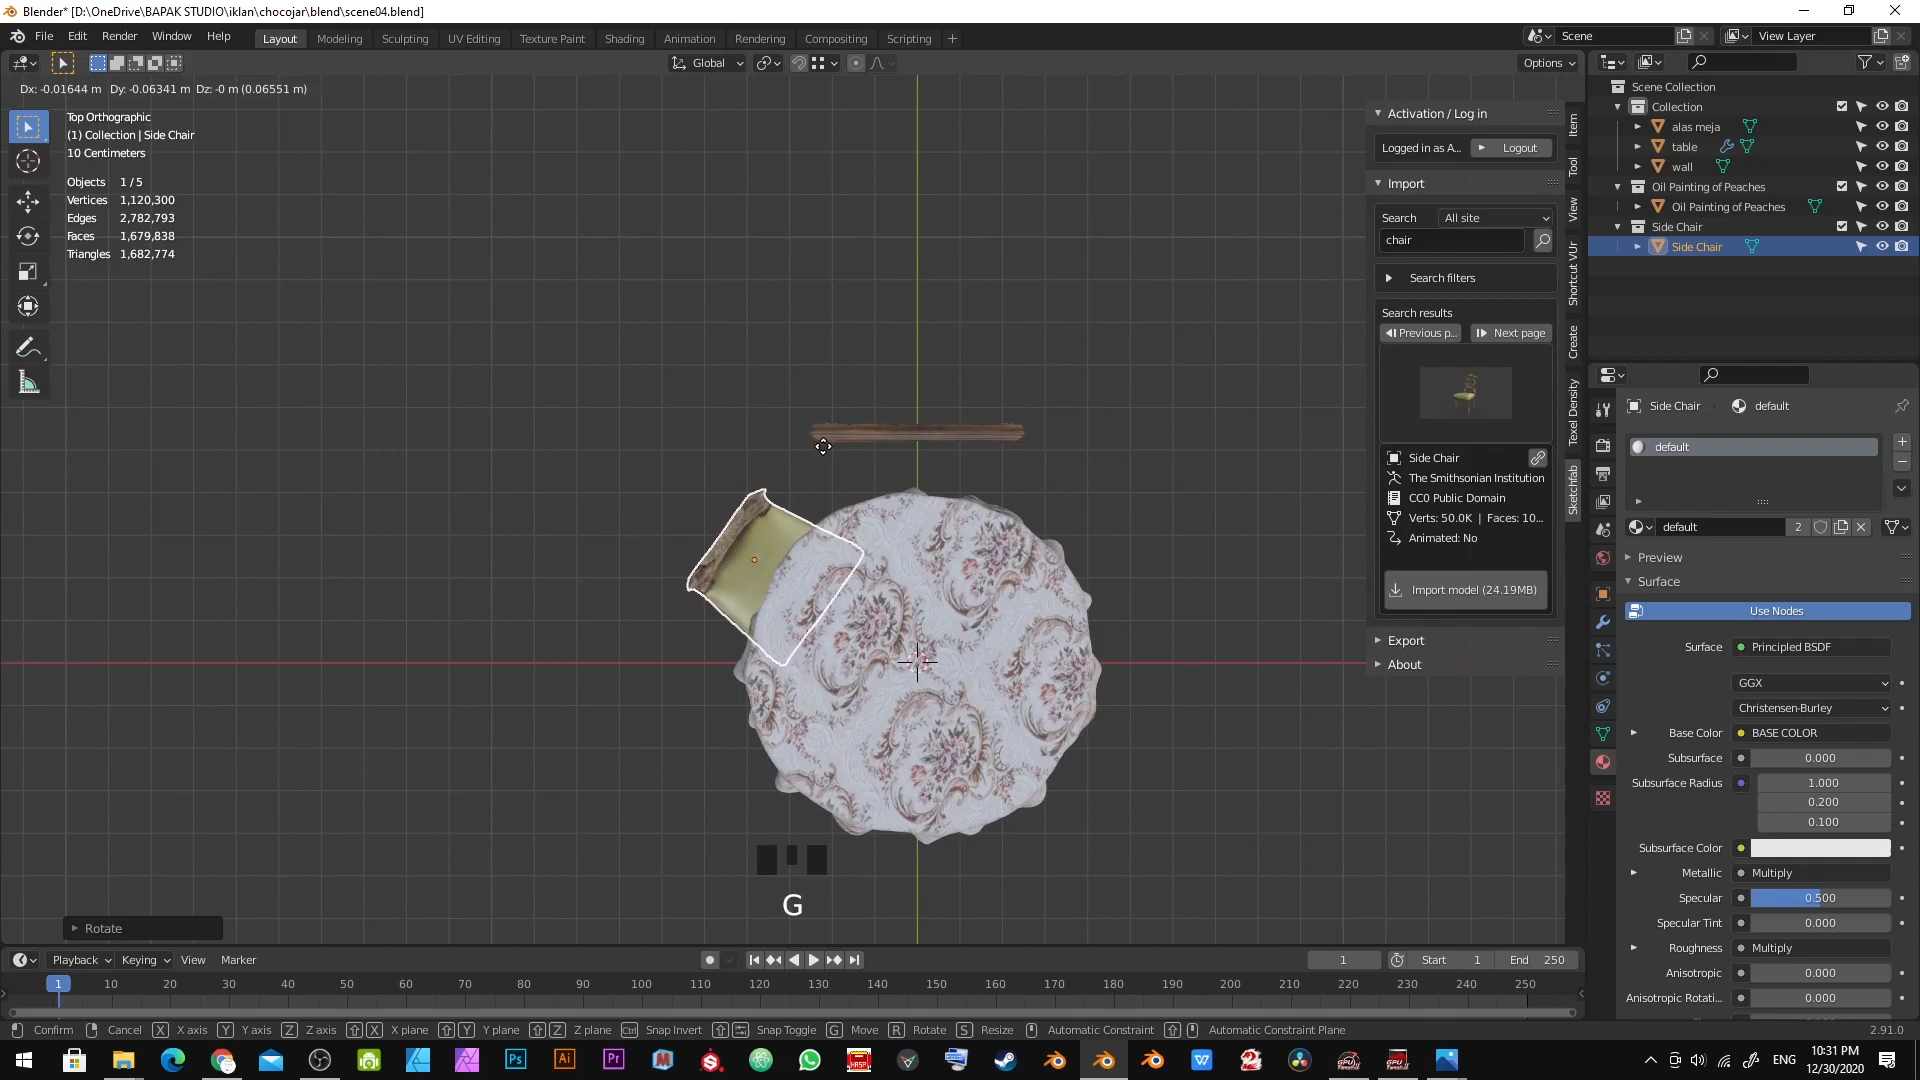 Blender* [D:\OneDrive\BAPAK STUDIO\iklan\chocojar\blend\scene04.blend]
File Edit Render Window Help Layout Modeling Sculpting UV Editing Texture Paint Shading Animation Rendering Compositing Scripting + Scene View Layer
Global Options
Dx: -0.01644 m Dy: -0.06341 m Dz: -0 m (0.06551 m)
Top Orthographic
(1) Collection | Side Chair
10 Centimeters
Objects 1 / 5
Vertices 1,120,300
Edges 2,782,793
Faces 1,679,838
Triangles 1,682,774
G
Rotate
Activation / Log in
Logged in as A... Logout
Import
Search All site
chair
Search filters
Search results
Previous p... Next page
Side Chair
The Smithsonian Institution
CC0 Public Domain
Verts: 50.0K | Faces: 10...
Animated: No
Import model (24.19MB)
Export
About
Item
Tool
View
Shortcut VUr
Create
Texel Density
Sketchfab
Scene Collection
Collection
alas meja
table
wall
Oil Painting of Peaches
Oil Painting of Peaches
Side Chair
Side Chair
Side Chair default
default
default 2
Preview
Surface
Use Nodes
Surface Principled BSDF
GGX
Christensen-Burley
Base Color BASE COLOR
Subsurface 0.000
Subsurface Radius 1.000
0.200
0.100
Subsurface Color
Metallic Multiply
Specular 0.500
Specular Tint 0.000
Roughness Multiply
Anisotropic 0.000
Anisotropic Rotati... 0.000
Playback Keying View Marker 1 Start 1 End 250
1 10 20 30 40 50 60 70 80 90 100 110 120 130 140 150 160 170 180 190 200 210 220 230 240 250
Confirm Cancel X X axis Y Y axis Z Z axis X X plane Y Y plane Z Z plane Ctrl Snap Invert Snap Toggle G Move R Rotate S Resize Automatic Constraint Automatic Constraint Plane 2.91.0
ENG
10:31 PM
12/30/2020